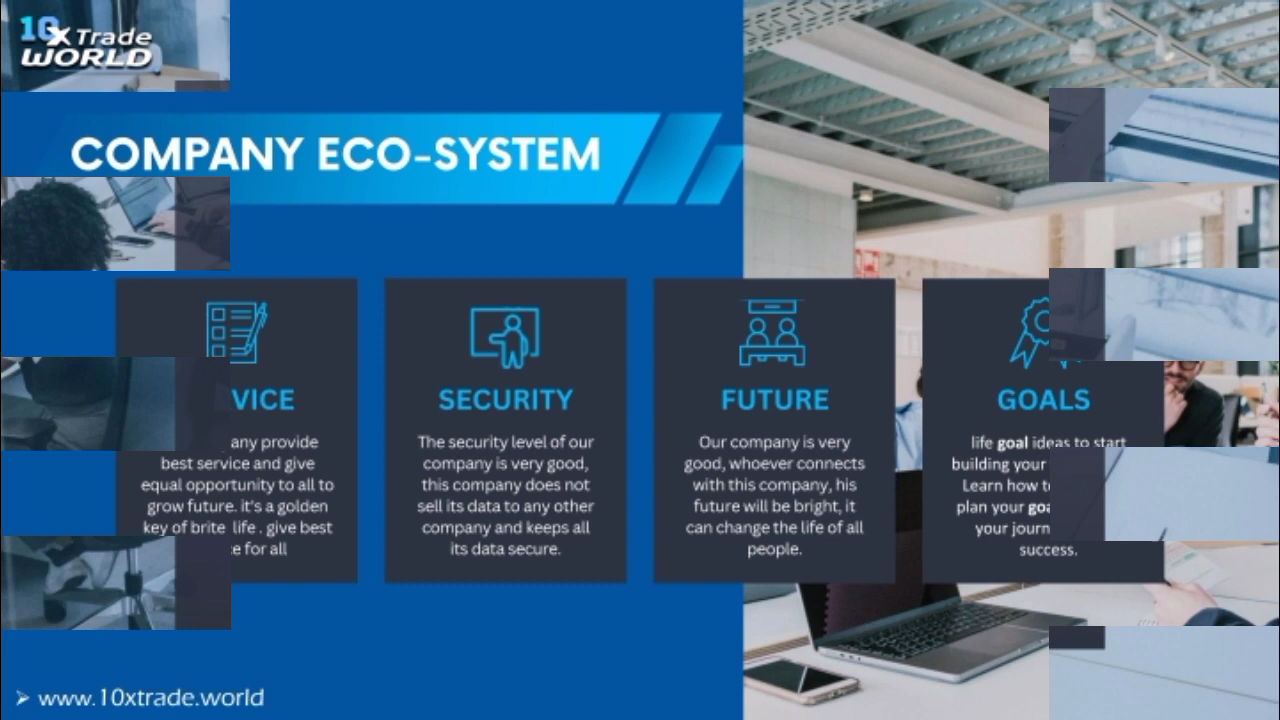 10x Trade
WORLD
COMPANY ECO-SYSTEM
VICE
any provide
best service and give
equal opportunity to all to
grow future. it's a golden
key of brite life . give best
e for all
SECURITY
The security level of our
company is very good,
this company does not
sell its data to any other
company and keeps all
its data secure.
FUTURE
Our company is very
good, whoever connects
with this company, his
future will be bright, it
can change the life of all
people.
GOALS
life goal ideas to start
building your
Learn how t
plan your goa
your journ
success.
➢ www.10xtrade.world